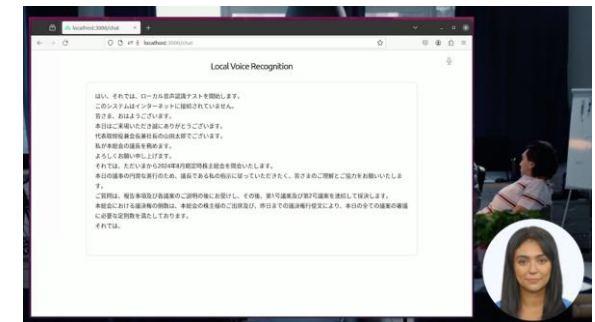 localhost:3000/chat
localhost:3000/chat
Local Voice Recognition
はい、それでは、ローカル音声認識テストを開始します。
このシステムはインターネットに接続されていません。
皆さま、おはようございます。
本日はご来場いただき誠にありがとうございます。
代表取締役兼会長兼社長の山田太郎でございます。
私が本総会の議長を務めます。
よろしくお願い申し上げます。
それでは、ただいまから2024年8月期定時株主総会を開会いたします。
本日の議事の円滑な進行のため、議長である私の指示に従っていただきたく、皆さまのご理解とご協力をお願いいたしま
す。
ご質問は、報告事項及び各議案のご説明の後にお受けし、その後、第1号議案及び第2号議案を連続して採決します。
本総会における議決権の個数は、本総会の株主様のご出席及び、昨日までの議決権行使文により、本日の全ての議案の審議
に必要な定則数を満たしております。
それでは、